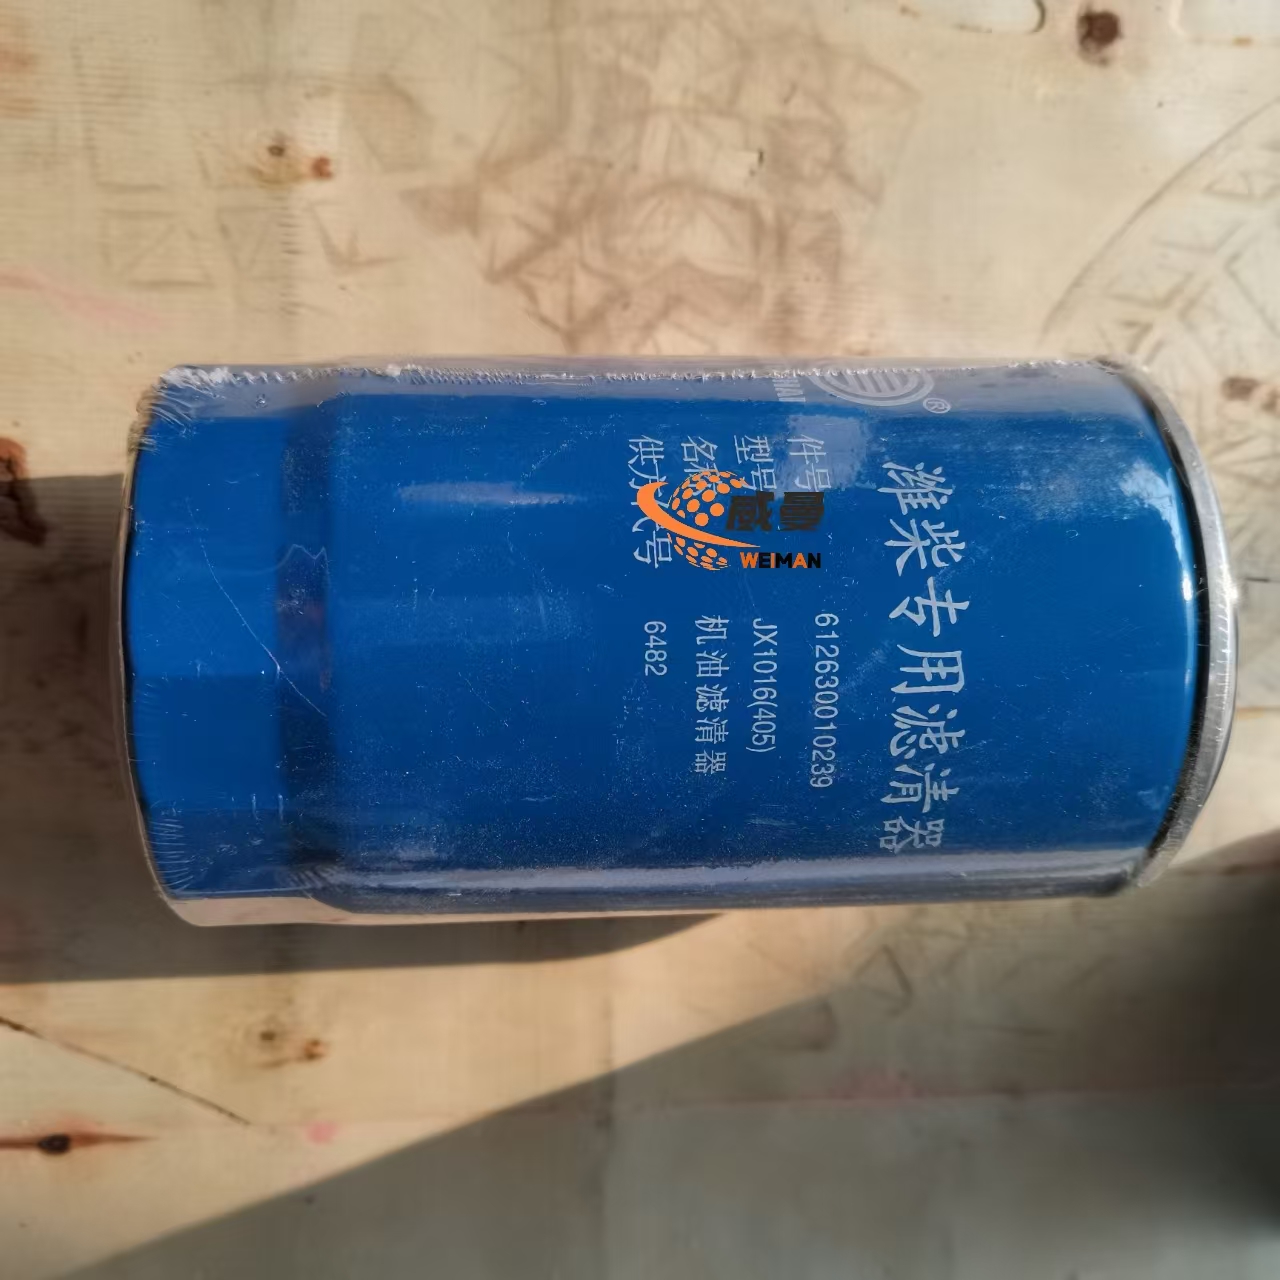 潍柴专用滤清器
件号 612630010239
型号 JX1016(405)
名称 机油滤清器
供方代号 6482
HAI
®
威曼
WEIMAN